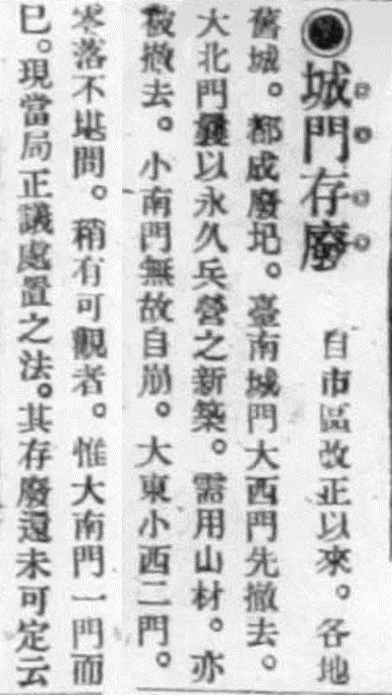 ◉城門存廢　自市區改正以來。各地
舊城。都成廢圮。臺南城門大西門先撤去。
大北門曩以永久兵營之新築。需用山材。亦
被撤去。小南門無故自崩。大東小西二門。
零落不堪問。稍有可觀者。惟大南門一門而
已。現當局正議處置之法。其存廢還未可定云